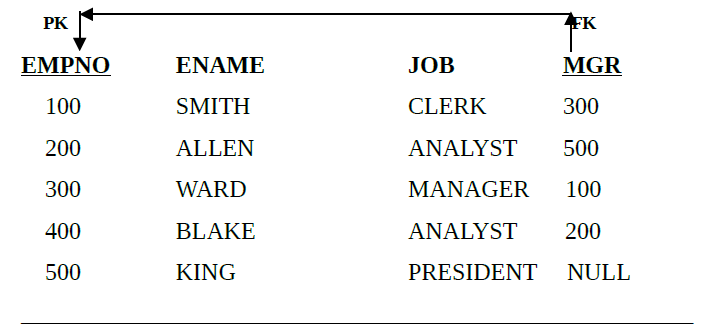 PK FK
EMPNO ENAME JOB MGR
100 SMITH CLERK 300
200 ALLEN ANALYST 500
300 WARD MANAGER 100
400 BLAKE ANALYST 200
500 KING PRESIDENT NULL